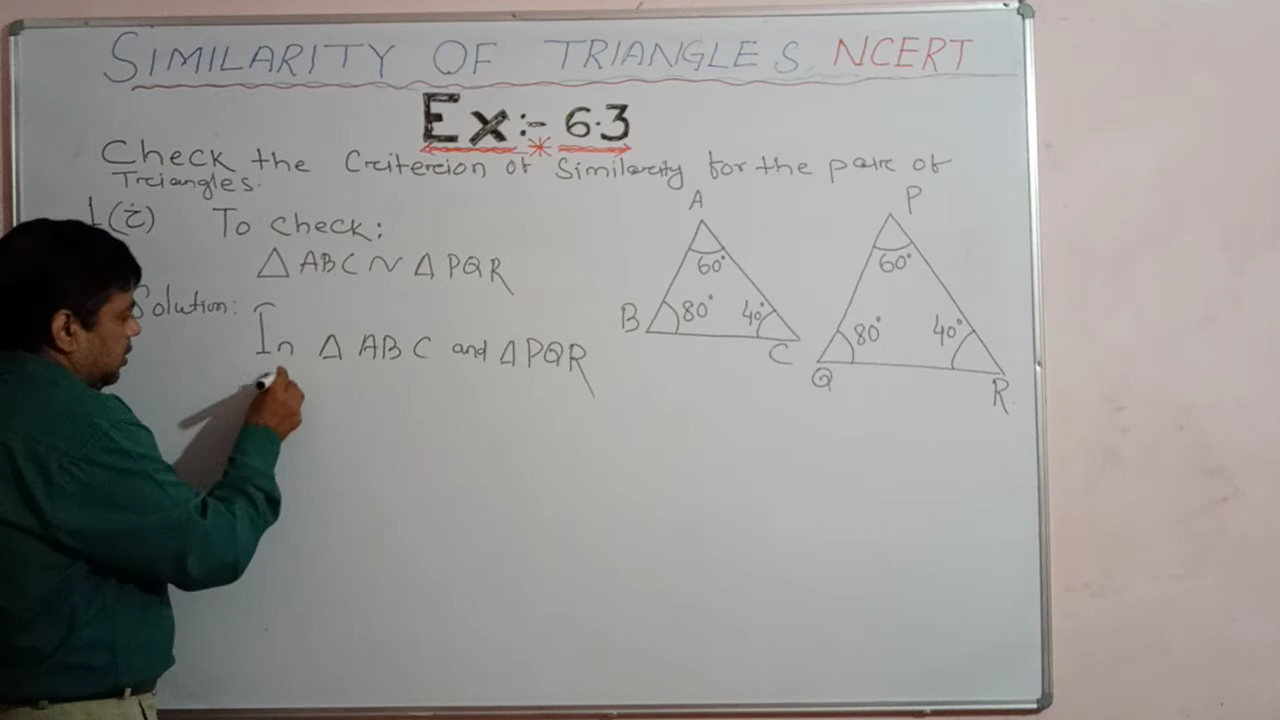 SIMILARITY OF TRIANGLES NCERT
Ex:- 6.3
Check the Criterion of Similarity for the pair of
Triangles.
1(i) To check:
△ ABC ~ △ PQR
Solution:
In △ ABC and △ PQR
A
60°
B 80° 40°
C
P
60°
80° 40°
Q R